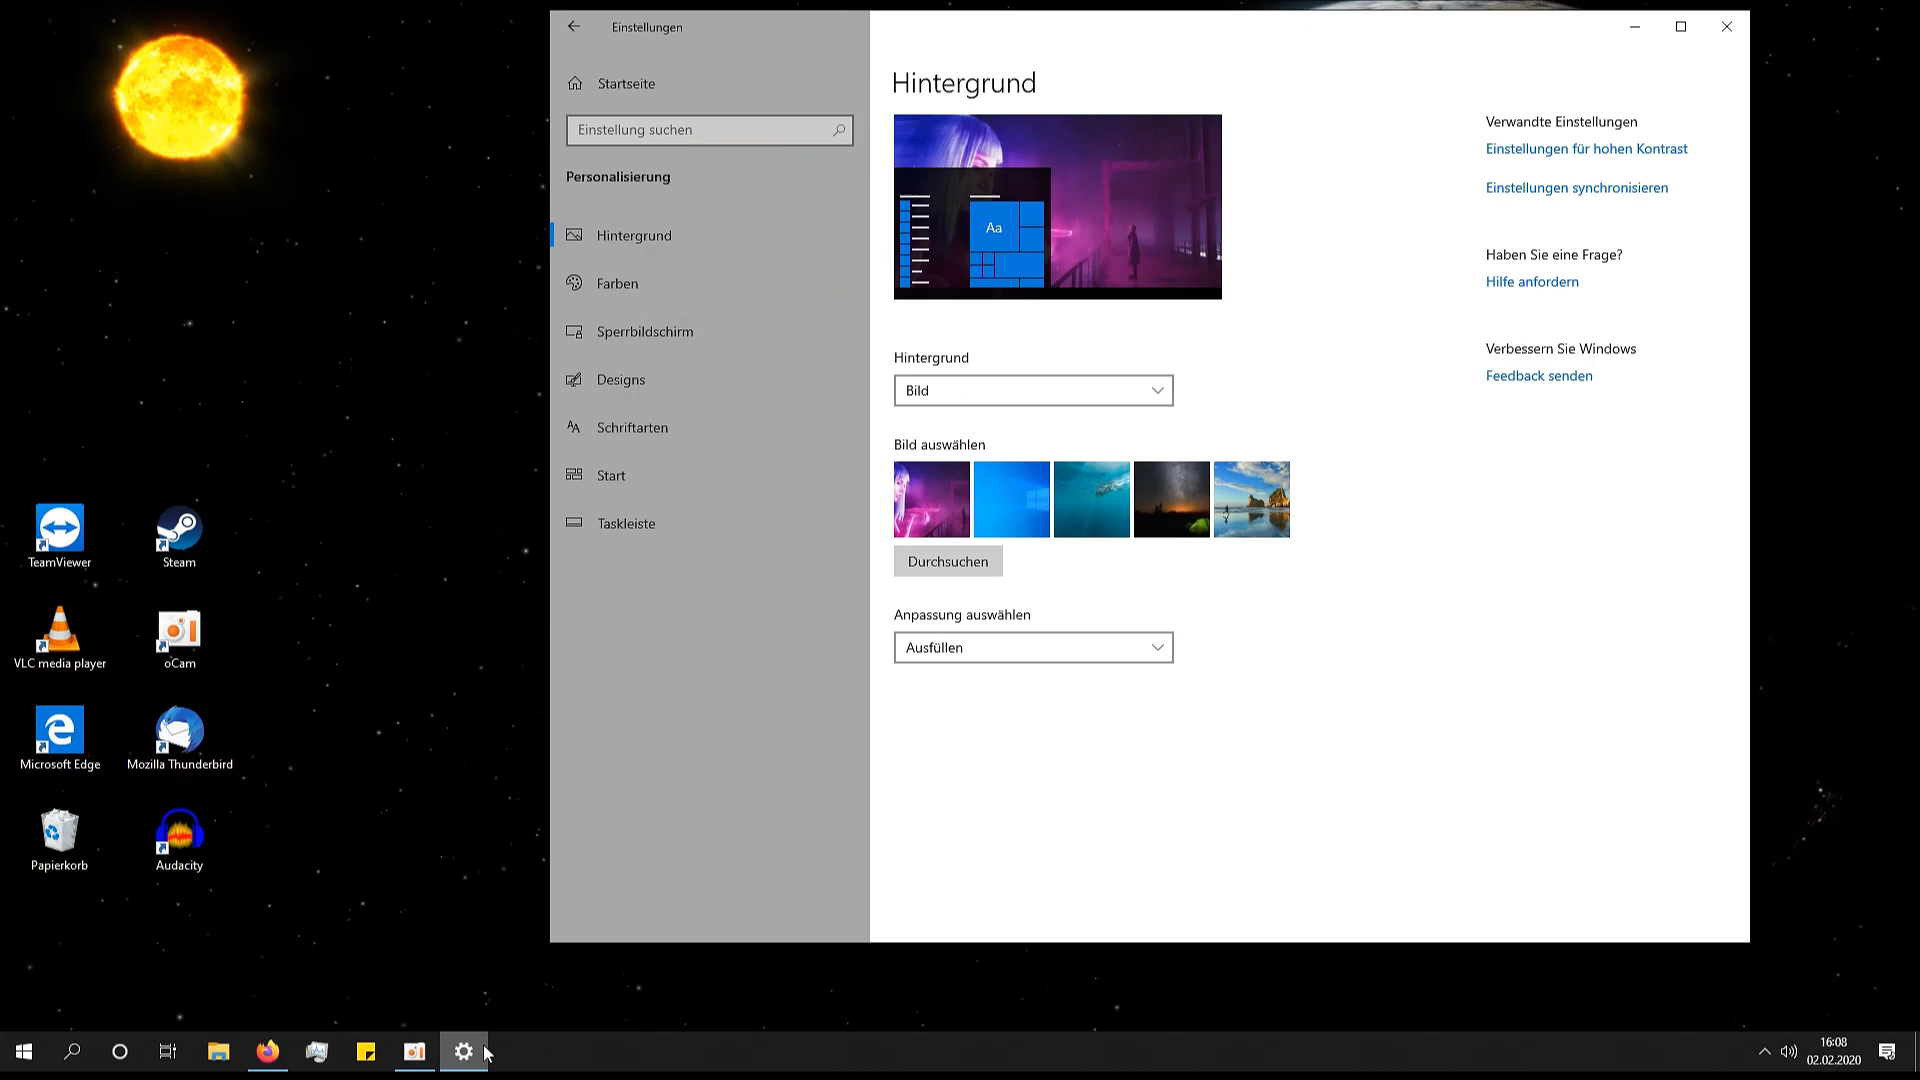 Einstellungen
Startseite
Einstellung suchen
Personalisierung
Hintergrund
Farben
Sperrbildschirm
Designs
Schriftarten
Start
Taskleiste
Hintergrund
Aa
Hintergrund
Bild
Bild auswählen
Durchsuchen
Anpassung auswählen
Ausfüllen
Verwandte Einstellungen
Einstellungen für hohen Kontrast
Einstellungen synchronisieren
Haben Sie eine Frage?
Hilfe anfordern
Verbessern Sie Windows
Feedback senden
TeamViewer
Steam
VLC media player
oCam
Microsoft Edge
Mozilla Thunderbird
Papierkorb
Audacity
16:08
02.02.2020